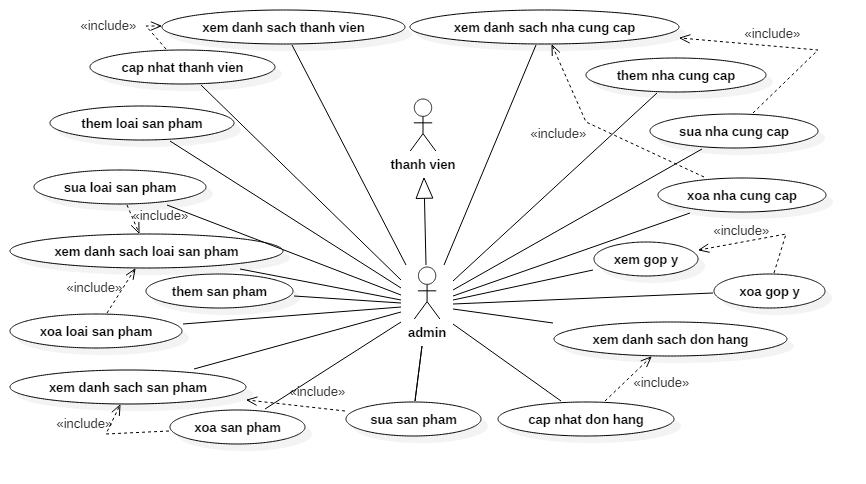 «include»
xem danh sach thanh vien
xem danh sach nha cung cap
«include»
cap nhat thanh vien
them nha cung cap
them loai san pham
«include»
sua nha cung cap
thanh vien
sua loai san pham
xoa nha cung cap
«include»
«include»
xem danh sach loai san pham
xem gop y
«include»
them san pham
xoa gop y
xoa loai san pham
admin
xem danh sach don hang
xem danh sach san pham
«include»
«include»
«include»
xoa san pham
sua san pham
cap nhat don hang